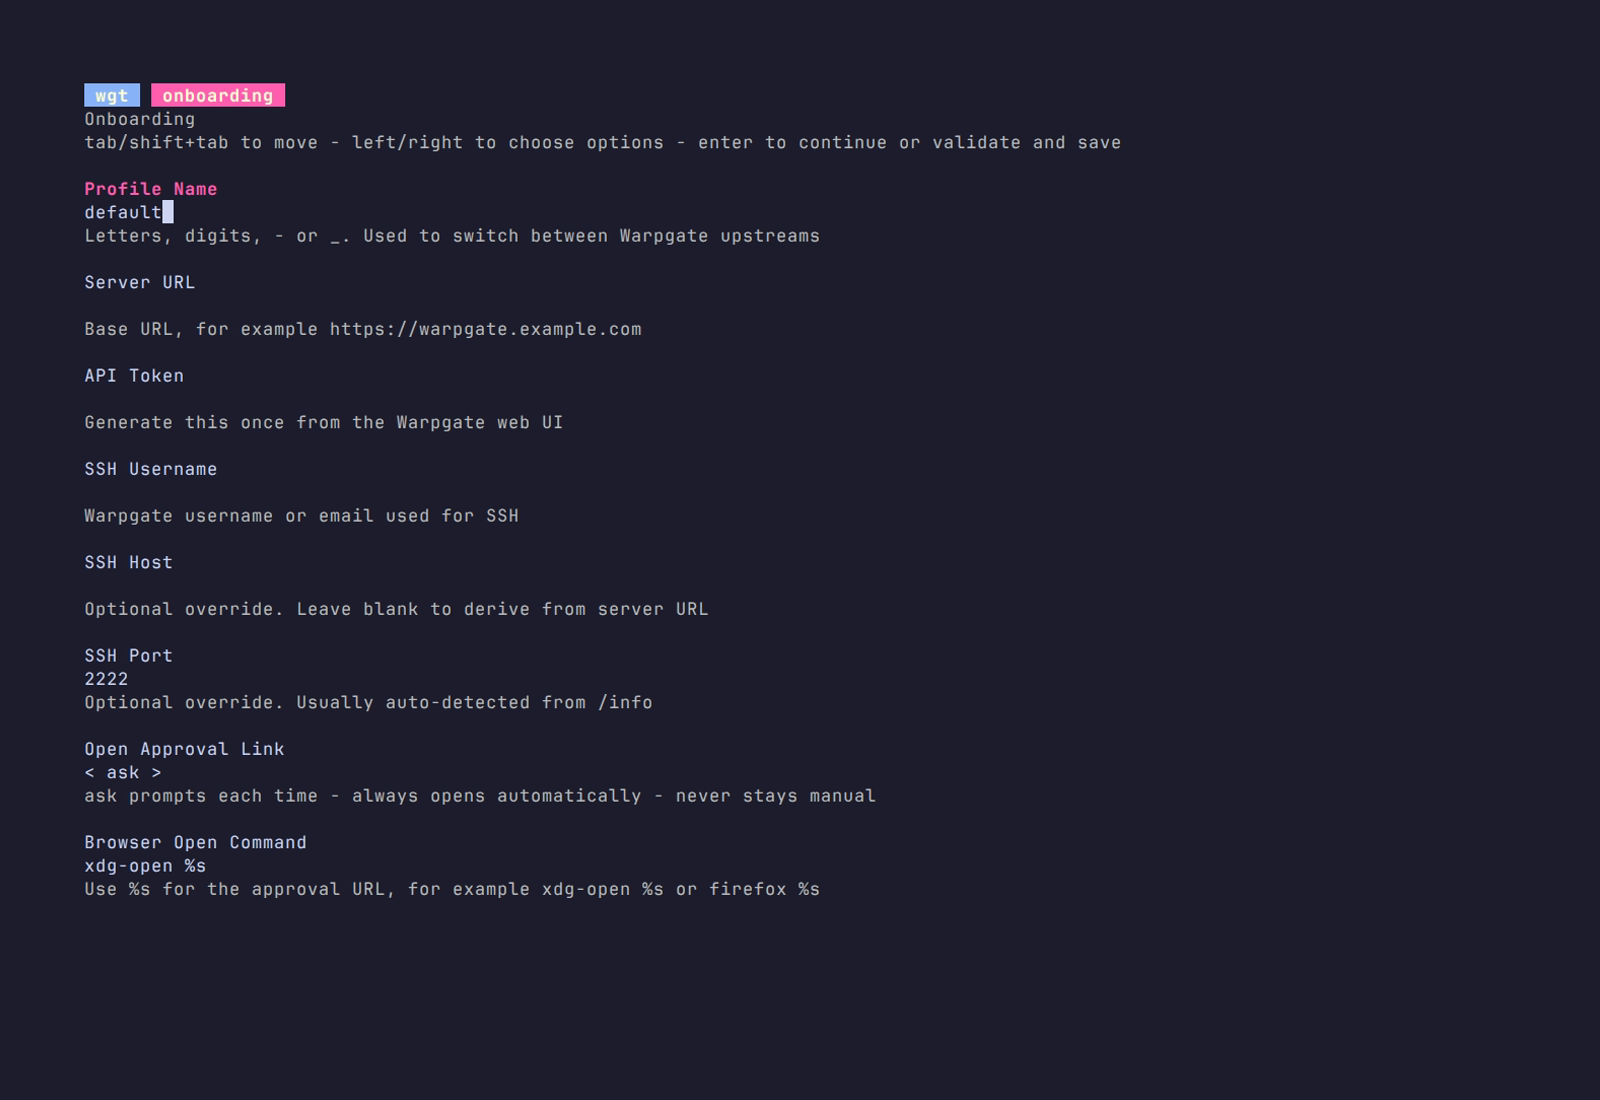 wgt onboarding
Onboarding
tab/shift+tab to move - left/right to choose options - enter to continue or validate and save
Profile Name
default
Letters, digits, - or _. Used to switch between Warpgate upstreams
Server URL
Base URL, for example https://warpgate.example.com
API Token
Generate this once from the Warpgate web UI
SSH Username
Warpgate username or email used for SSH
SSH Host
Optional override. Leave blank to derive from server URL
SSH Port
2222
Optional override. Usually auto-detected from /info
Open Approval Link
< ask >
ask prompts each time - always opens automatically - never stays manual
Browser Open Command
xdg-open %s
Use %s for the approval URL, for example xdg-open %s or firefox %s